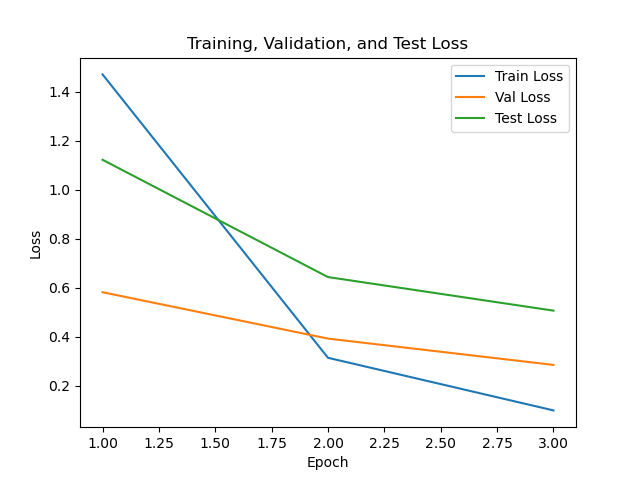 Training, Validation, and Test Loss
Train Loss
Val Loss
Test Loss
1.4
1.2
1.0
0.8
0.6
0.4
0.2
Loss
1.00 1.25 1.50 1.75 2.00 2.25 2.50 2.75 3.00
Epoch